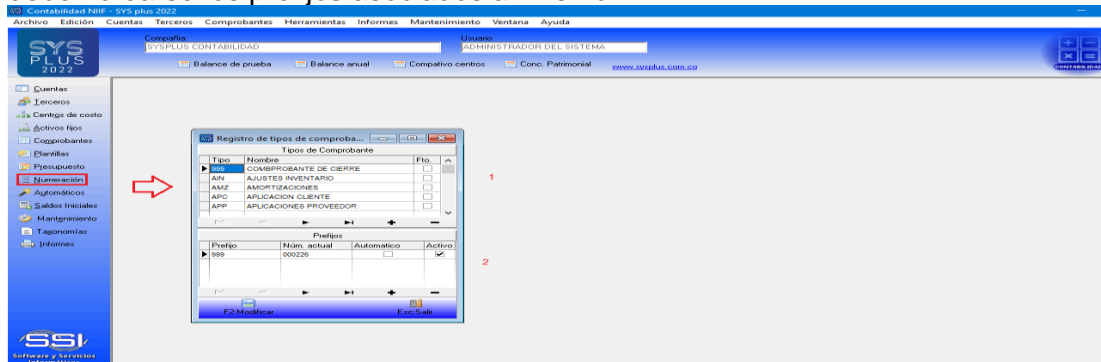 Contabilidad NIIF - SYS plus 2022
Archivo Edición Cuentas Terceros Comprobantes Herramientas Informes Mantenimiento Ventana Ayuda
SYS
PLUS
2022
Compañia:
SYSPLUS CONTABILIDAD
Usuario:
ADMINISTRADOR DEL SISTEMA
Balance de prueba Balance anual Compativo centros Conc. Patrimonial www.sysplus.com.co
CONTABILIDAD
Cuentas
Terceros
Centros de costo
Activos fijos
Comprobantes
Plantillas
Presupuesto
Numeración
Automáticos
Saldos Iniciales
Mantenimiento
Taxonomías
Informes
Registro de tipos de comproba...
Tipos de Comprobante
Tipo Nombre Fto.
999 COMBPROBANTE DE CIERRE
AIN AJUSTES INVENTARIO
AMZ AMORTIZACIONES
APC APLICACION CLIENTE
APP APLICACIONES PROVEEDOR
1
Prefijos
Prefijo Núm. actual Automatico Activo
999 000226
2
F2:Modificar Esc:Salir
SSI
Software y Servicios